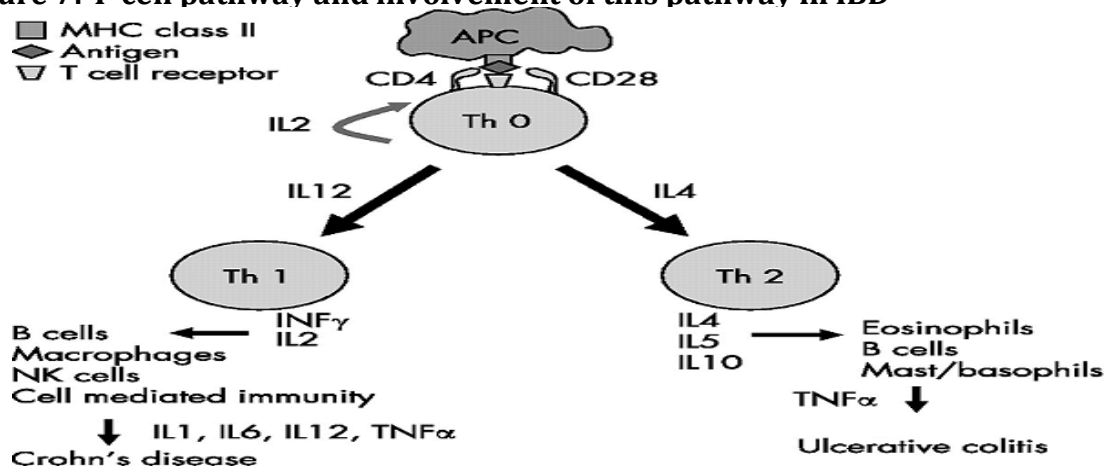 MHC class II
Antigen
T cell receptor
APC
CD4
CD28
Th 0
IL2
IL12
IL4
Th 1
Th 2
INFγ
IL2
B cells
Macrophages
NK cells
Cell mediated immunity
IL1, IL6, IL12, TNFα
Crohn's disease
IL4
IL5
IL10
Eosinophils
B cells
Mast/basophils
TNFα
Ulcerative colitis